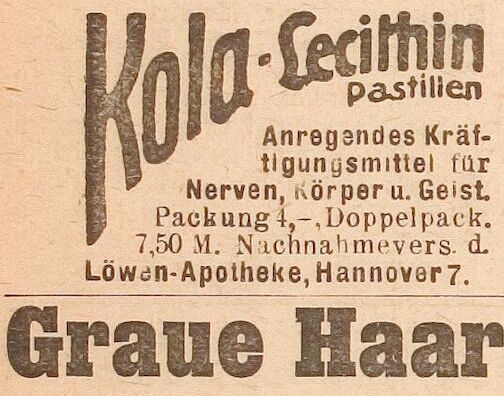 Kola-Lecithin
pastillen
Anregendes Kräf-
tigungsmittel für
Nerven, Körper u. Geist.
Packung 4,–, Doppelpack.
7,50 M. Nachnahmevers. d.
Löwen-Apotheke, Hannover 7.
Graue Haar